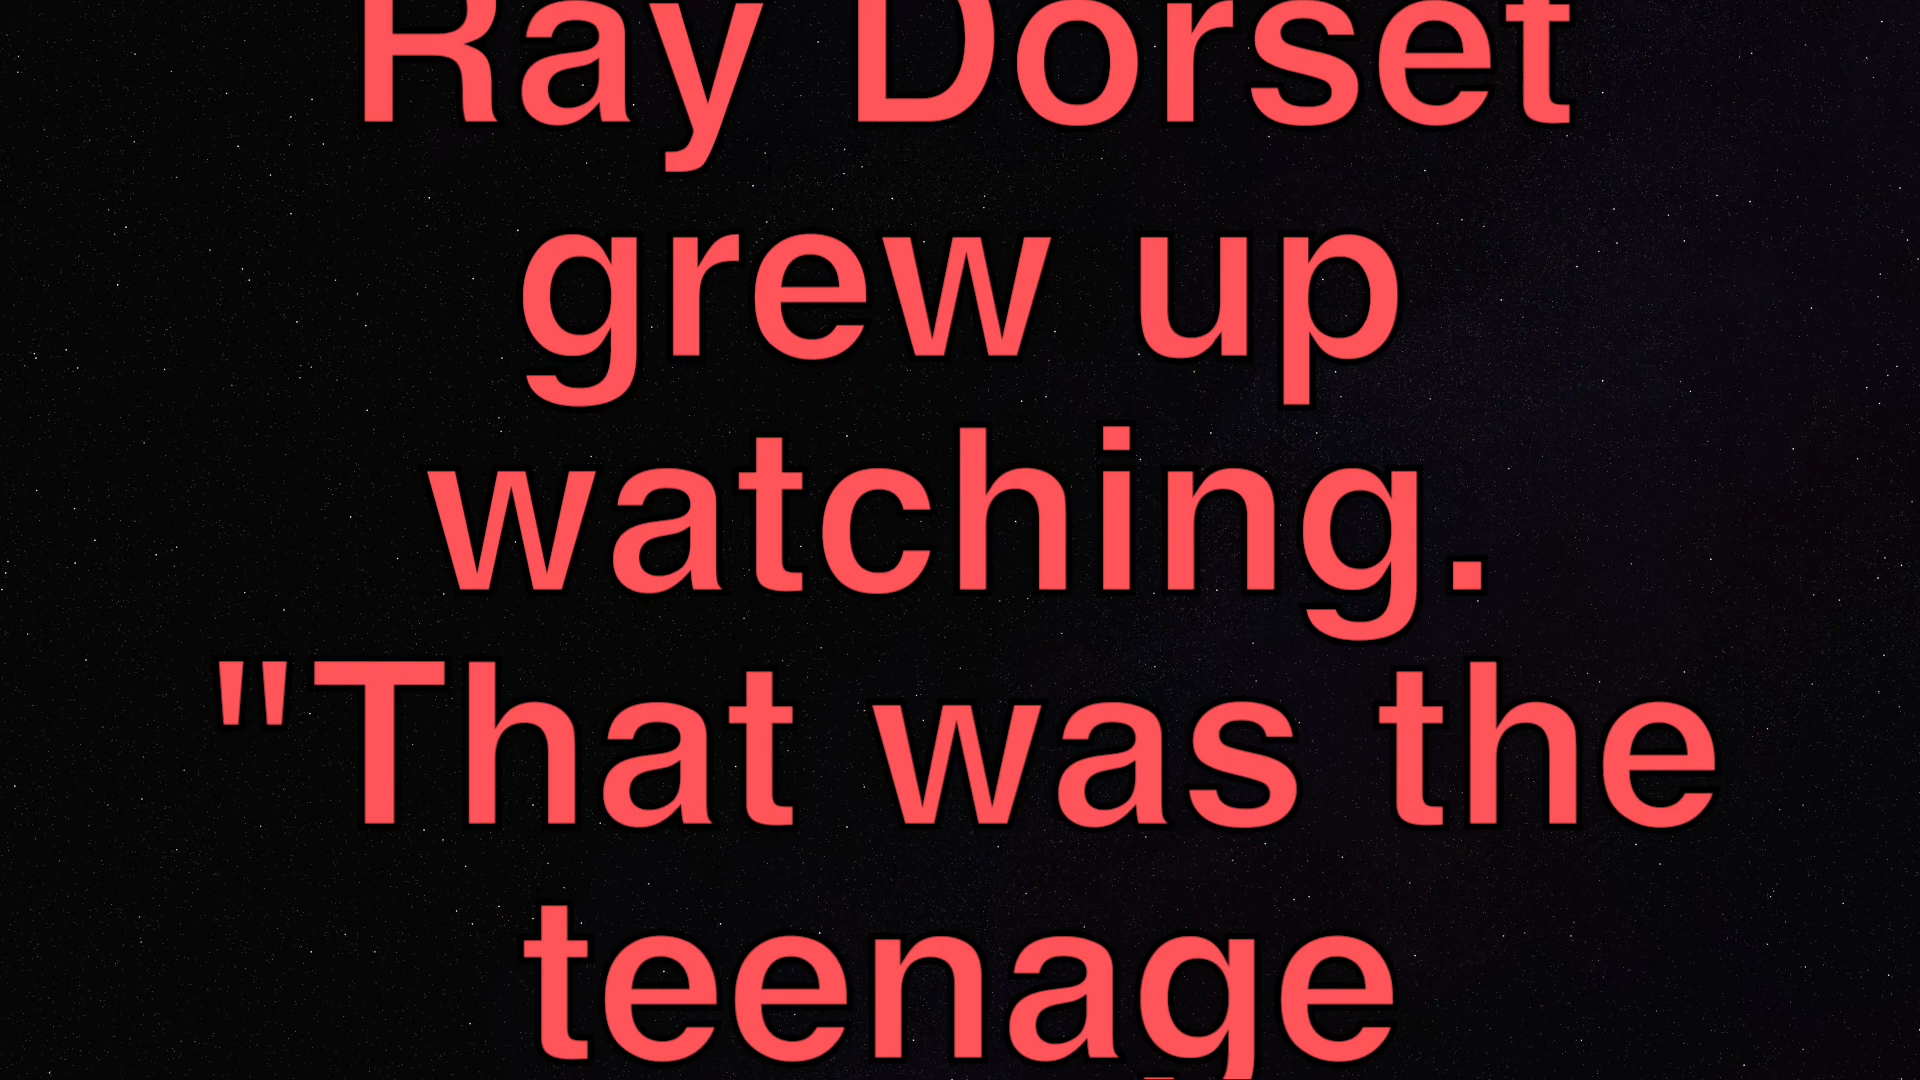 Ray Dorset
grew up
watching.
"That was the
teenage